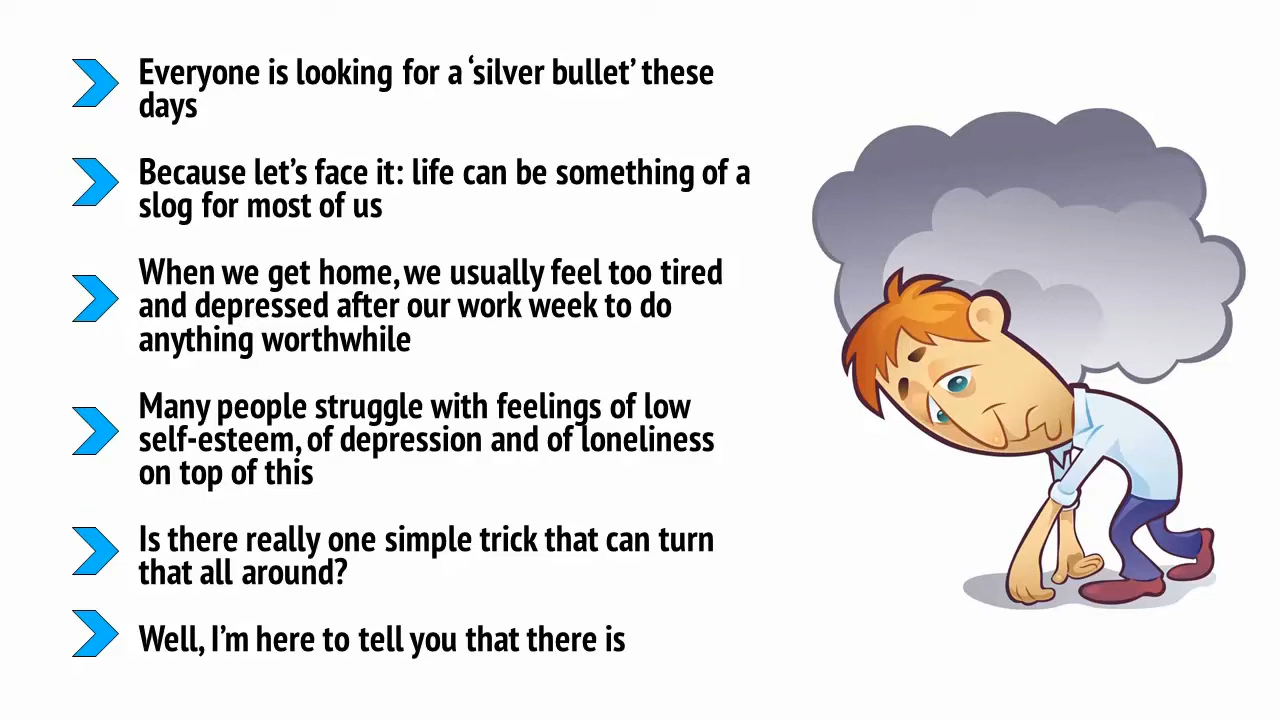 Everyone is looking for a ‘silver bullet’ these
days
Because let’s face it: life can be something of a
slog for most of us
When we get home, we usually feel too tired
and depressed after our work week to do
anything worthwhile
Many people struggle with feelings of low
self-esteem, of depression and of loneliness
on top of this
Is there really one simple trick that can turn
that all around?
Well, I’m here to tell you that there is